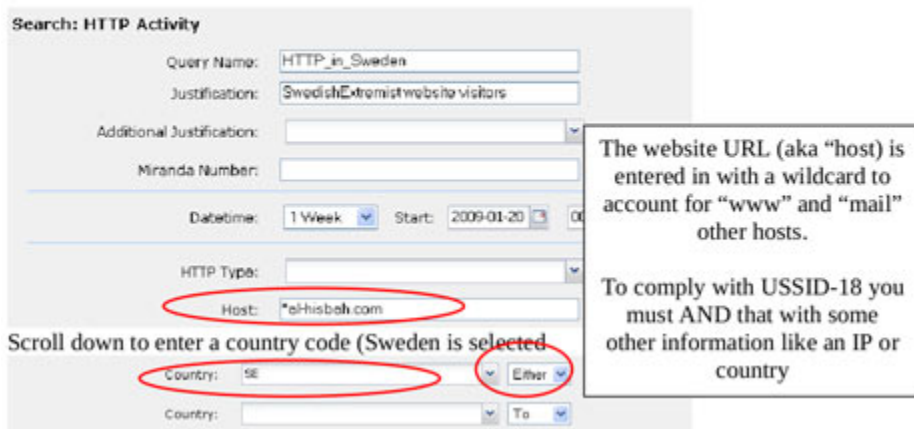 Search: HTTP Activity
Query Name: HTTP_in_Sweden
Justification: SwedishExtremistwebsite visitors
Additional Justification:
Miranda Number:
Datetime: 1 Week Start: 2009-01-20 00
HTTP Type:
Host: *al-hisbah.com
Scroll down to enter a country code (Sweden is selected
Country: SE Either
Country: To
The website URL (aka “host) is
entered in with a wildcard to
account for “www” and “mail”
other hosts.
To comply with USSID-18 you
must AND that with some
other information like an IP or
country